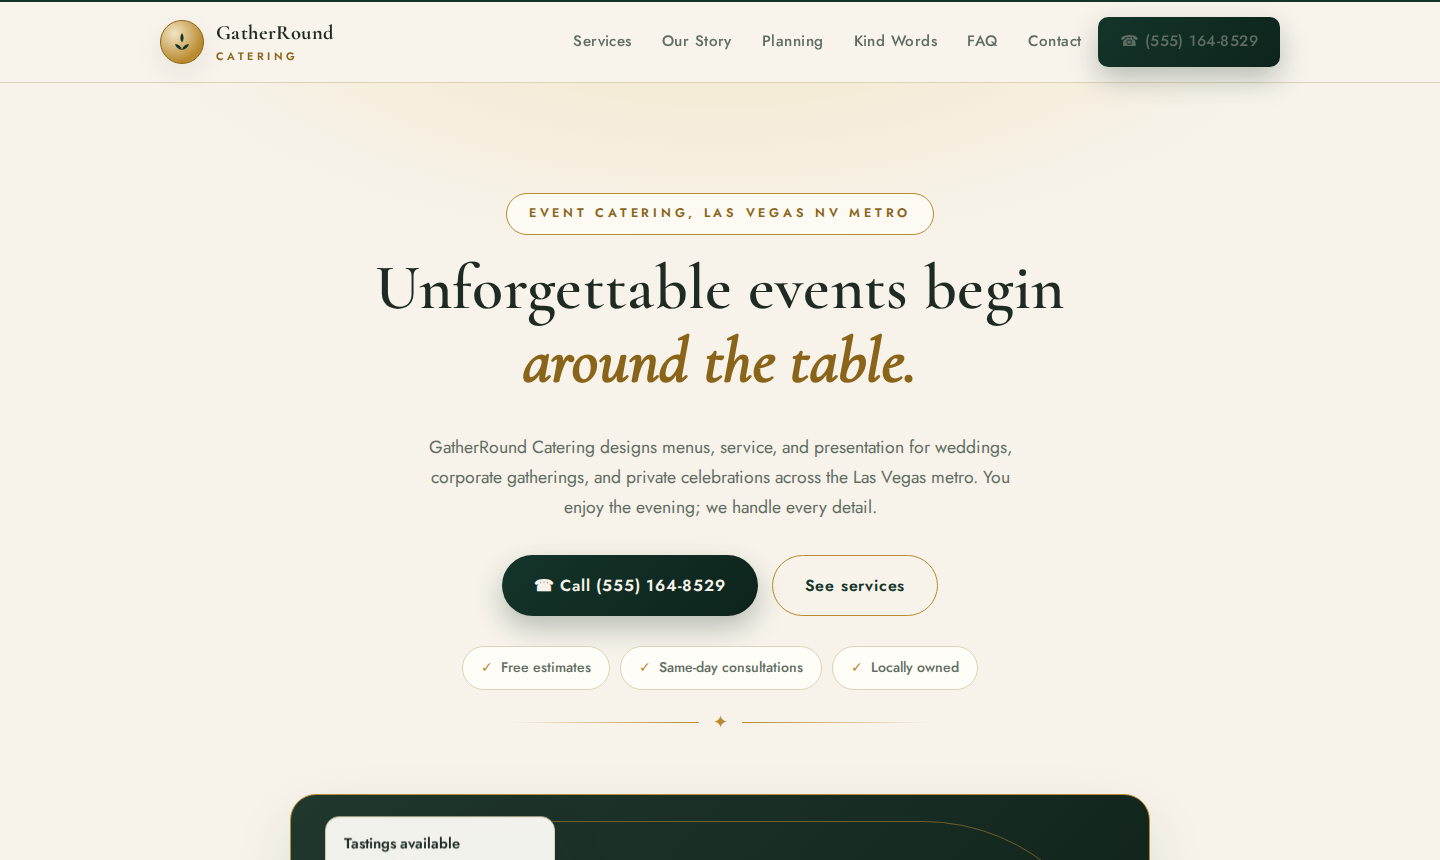 GatherRound
CATERING
Services Our Story Planning Kind Words FAQ Contact ☎ (555) 164-8529
EVENT CATERING, LAS VEGAS NV METRO
Unforgettable events begin
around the table.
GatherRound Catering designs menus, service, and presentation for weddings,
corporate gatherings, and private celebrations across the Las Vegas metro. You
enjoy the evening; we handle every detail.
☎ Call (555) 164-8529 See services
✓ Free estimates ✓ Same-day consultations ✓ Locally owned
Tastings available